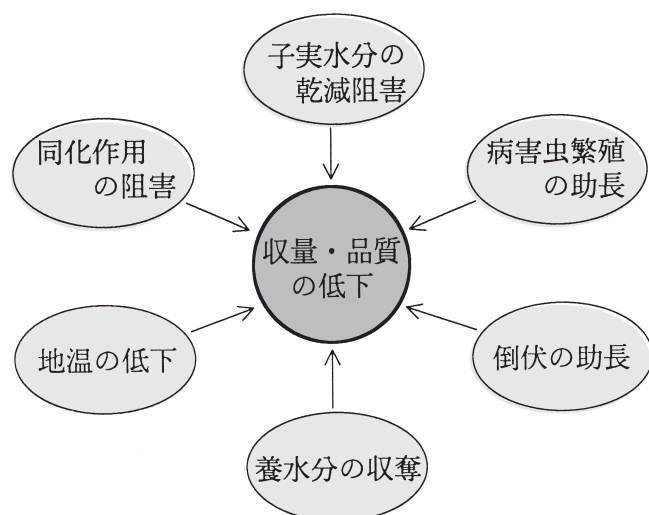 子実水分の
乾減阻害
同化作用
の阻害
病害虫繁殖
の助長
収量・品質
の低下
地温の低下
倒伏の助長
養水分の収奪